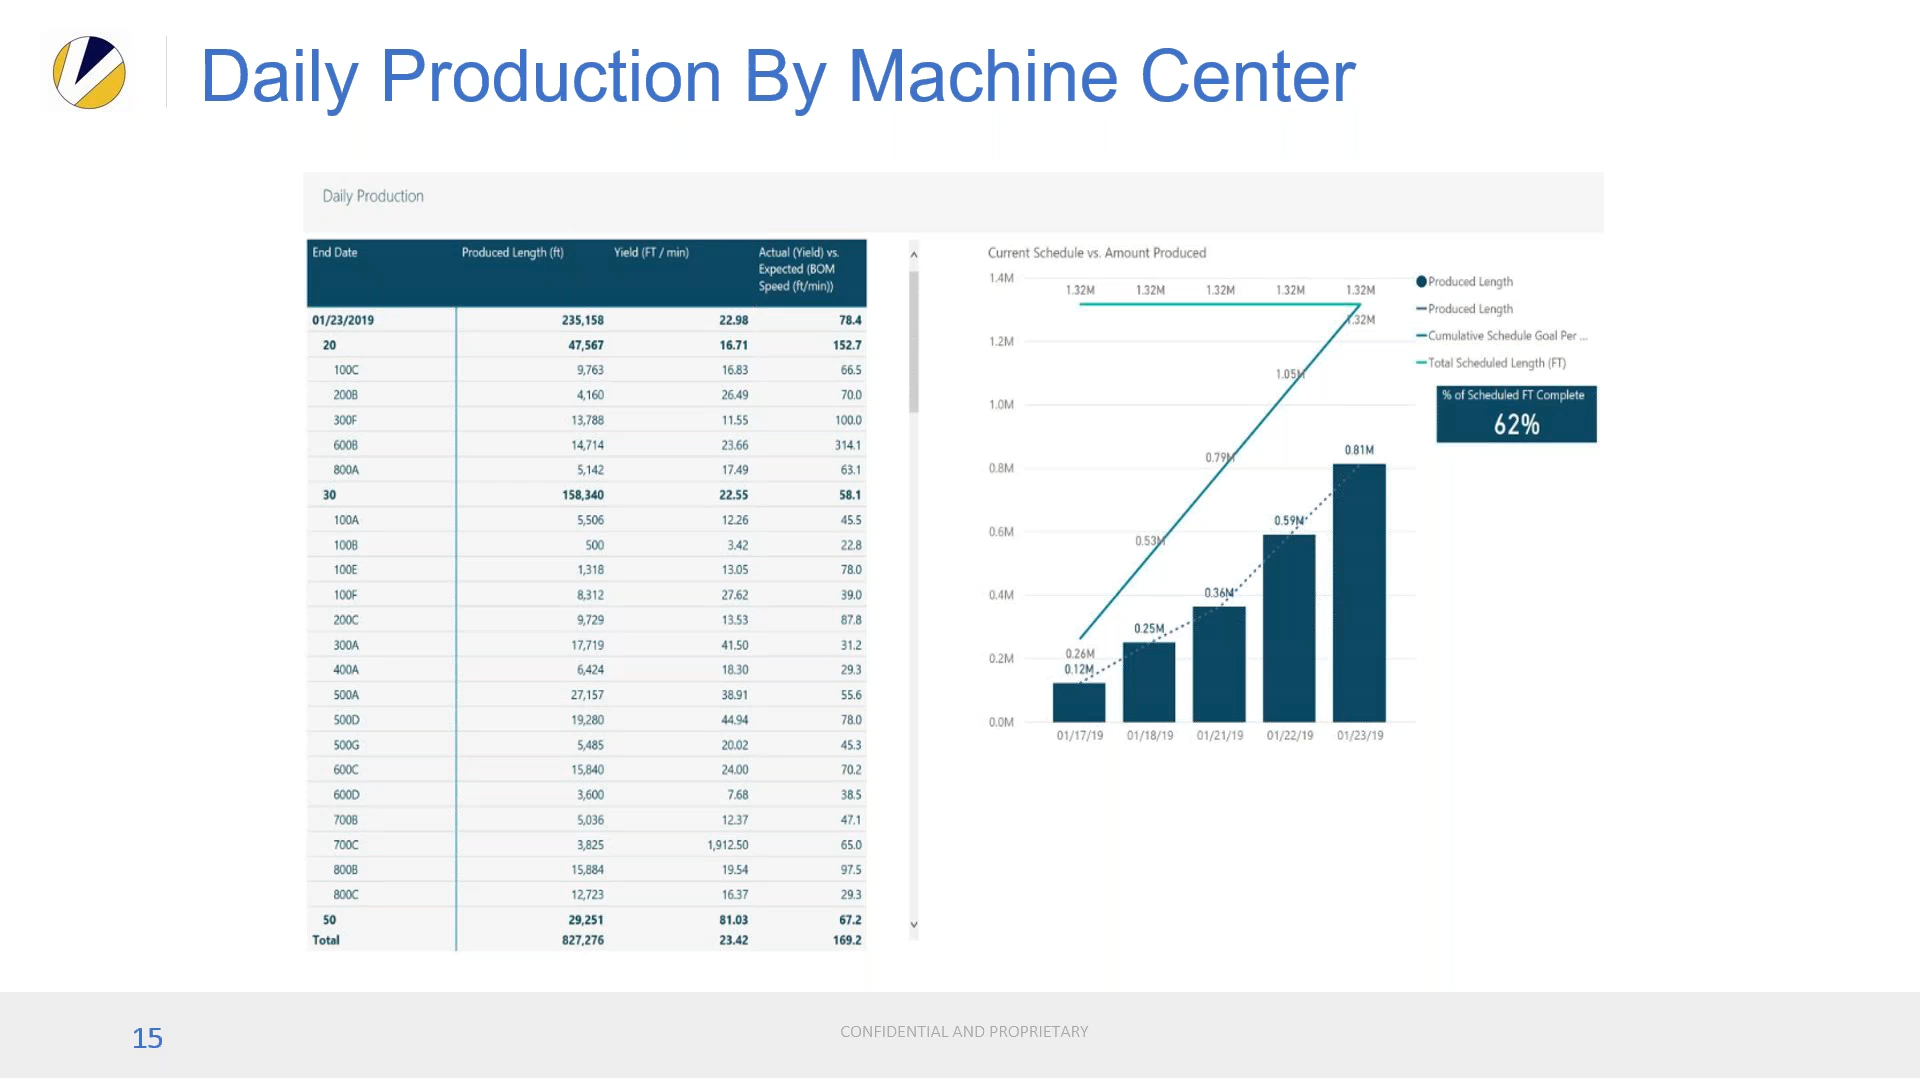 Daily Production By Machine Center
Daily Production
End Date Produced Length (ft) Yield (FT / min) Actual (Yield) vs. Expected (BOM Speed (ft/min))
01/23/2019 235,158 22.98 78.4
20 47,567 16.71 152.7
100C 9,763 16.83 66.5
200B 4,160 26.49 70.0
300F 13,788 11.55 100.0
600B 14,714 23.66 314.1
800A 5,142 17.49 63.1
30 158,340 22.55 58.1
100A 5,506 12.26 45.5
100B 500 3.42 22.8
100E 1,318 13.05 78.0
100F 8,312 27.62 39.0
200C 9,729 13.53 87.8
300A 17,719 41.50 31.2
400A 6,424 18.30 29.3
500A 27,157 38.91 55.6
500D 19,280 44.94 78.0
500G 5,485 20.02 45.3
600C 15,840 24.00 70.2
600D 3,600 7.68 38.5
700B 5,036 12.37 47.1
700C 3,825 1,912.50 65.0
800B 15,884 19.54 97.5
800C 12,723 16.37 29.3
50 29,251 81.03 67.2
Total 827,276 23.42 169.2
Current Schedule vs. Amount Produced
1.4M
1.32M 1.32M 1.32M 1.32M 1.32M
1.32M
1.2M
1.05M
1.0M
0.79M
0.81M
0.8M
0.53M
0.59M
0.6M
0.36M
0.4M
0.25M
0.26M
0.2M
0.12M
0.0M
01/17/19 01/18/19 01/21/19 01/22/19 01/23/19
Produced Length
Produced Length
Cumulative Schedule Goal Per ...
Total Scheduled Length (FT)
% of Scheduled FT Complete
62%
15
CONFIDENTIAL AND PROPRIETARY